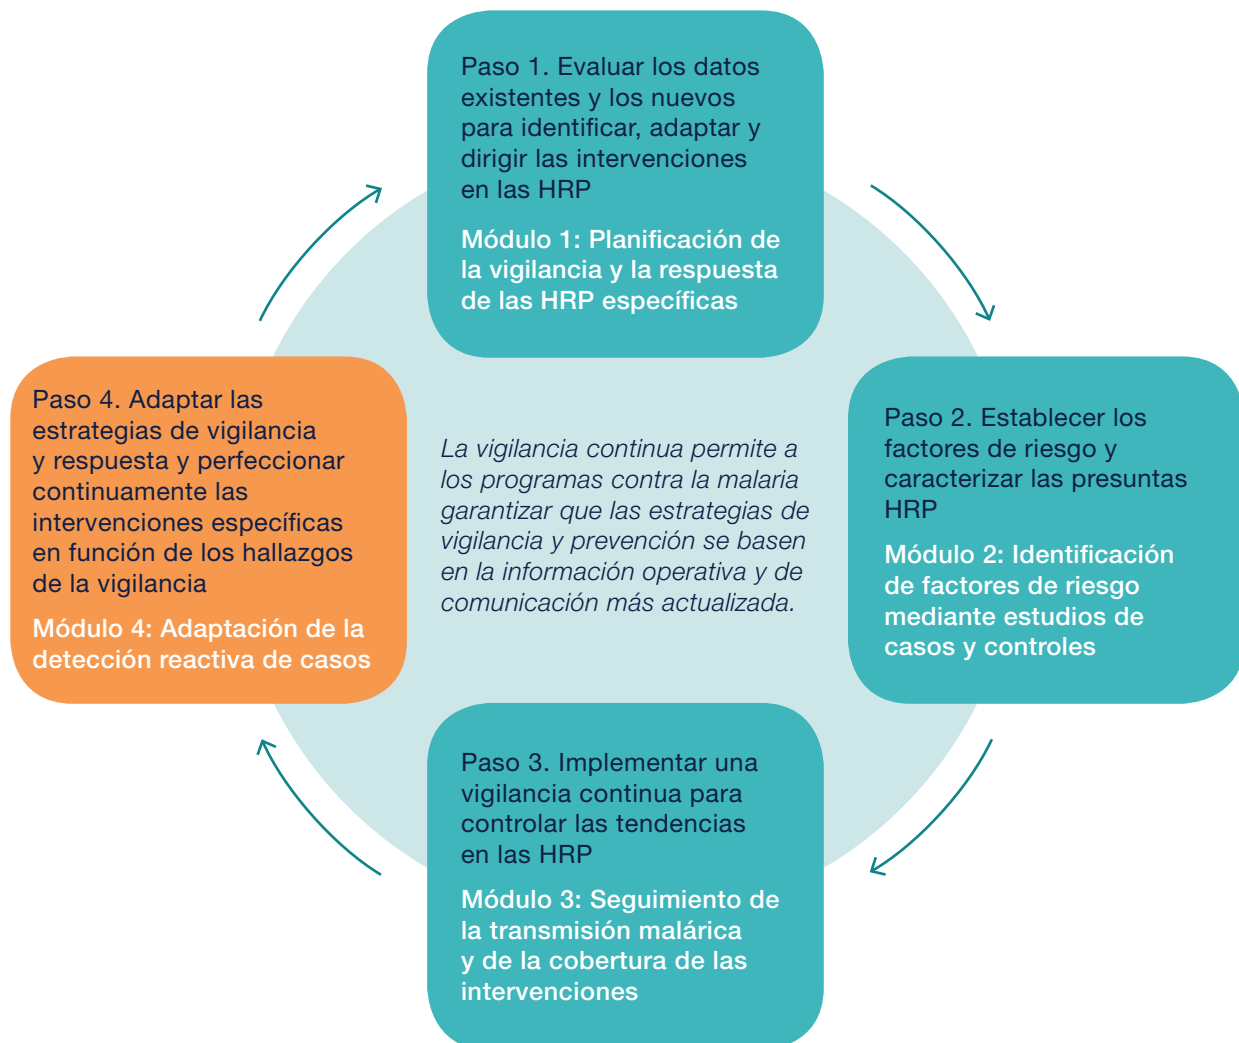 Paso 1. Evaluar los datos
existentes y los nuevos
para identificar, adaptar y
dirigir las intervenciones
en las HRP
Módulo 1: Planificación de
la vigilancia y la respuesta
de las HRP específicas
Paso 2. Establecer los
factores de riesgo y
caracterizar las presuntas
HRP
Módulo 2: Identificación
de factores de riesgo
mediante estudios de
casos y controles
Paso 3. Implementar una
vigilancia continua para
controlar las tendencias
en las HRP
Módulo 3: Seguimiento de
la transmisión malárica
y de la cobertura de las
intervenciones
Paso 4. Adaptar las
estrategias de vigilancia
y respuesta y perfeccionar
continuamente las
intervenciones específicas
en función de los hallazgos
de la vigilancia
Módulo 4: Adaptación de la
detección reactiva de casos
La vigilancia continua permite a
los programas contra la malaria
garantizar que las estrategias de
vigilancia y prevención se basen
en la información operativa y de
comunicación más actualizada.